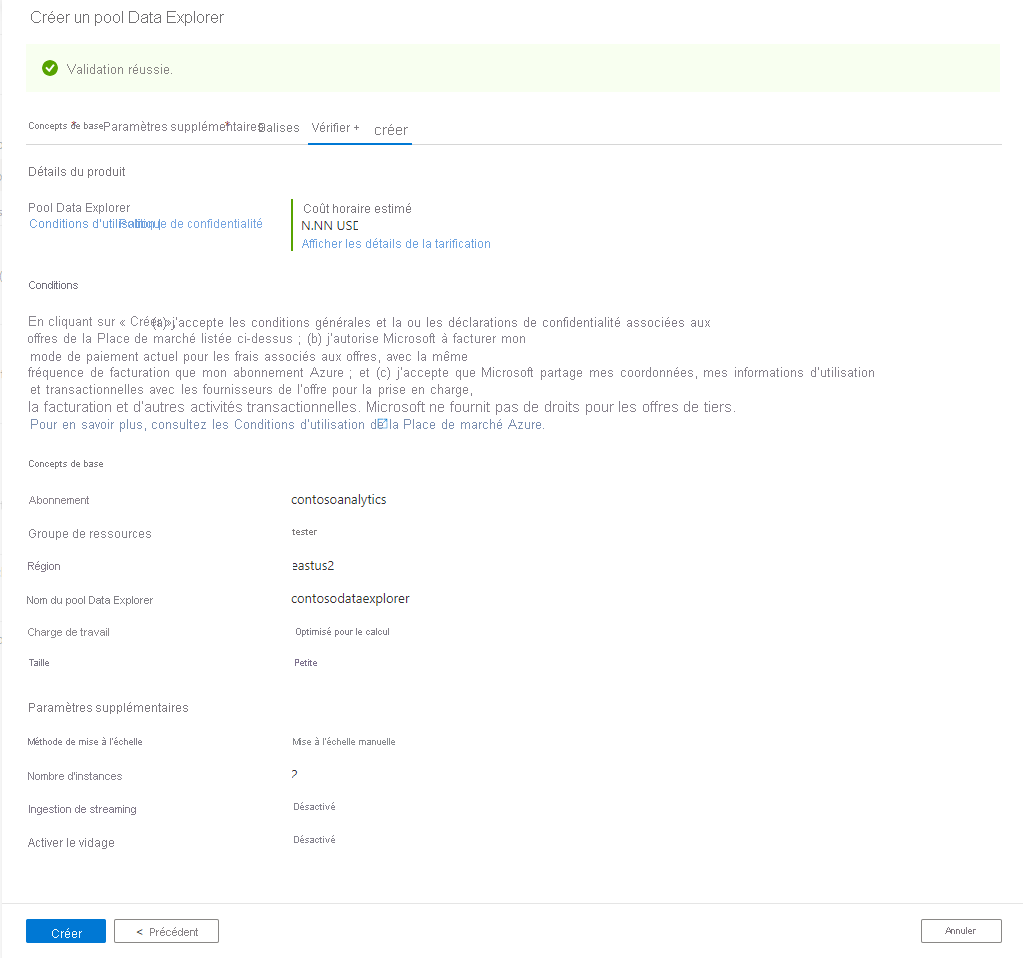 Créer un pool Data Explorer
Validation réussie.
Concepts de base * Paramètres supplémentaires * Balises Vérifier + créer
Détails du produit
Pool Data Explorer
Conditions d'utilisation | Politique de confidentialité
Coût horaire estimé
N.NN USD
Afficher les détails de la tarification
Conditions
En cliquant sur « Créer », (a) j'accepte les conditions générales et la ou les déclarations de confidentialité associées aux
offres de la Place de marché listée ci-dessus ; (b) j'autorise Microsoft à facturer mon
mode de paiement actuel pour les frais associés aux offres, avec la même
fréquence de facturation que mon abonnement Azure ; et (c) j'accepte que Microsoft partage mes coordonnées, mes informations d'utilisation
et transactionnelles avec les fournisseurs de l'offre pour la prise en charge,
la facturation et d'autres activités transactionnelles. Microsoft ne fournit pas de droits pour les offres de tiers.
Pour en savoir plus, consultez les Conditions d'utilisation de la Place de marché Azure.
Concepts de base
Abonnement contosoanalytics
Groupe de ressources tester
Région eastus2
Nom du pool Data Explorer contosodataexplorer
Charge de travail Optimisé pour le calcul
Taille Petite
Paramètres supplémentaires
Méthode de mise à l'échelle Mise à l'échelle manuelle
Nombre d'instances 2
Ingestion de streaming Désactivé
Activer le vidage Désactivé
Créer < Précédent Annuler